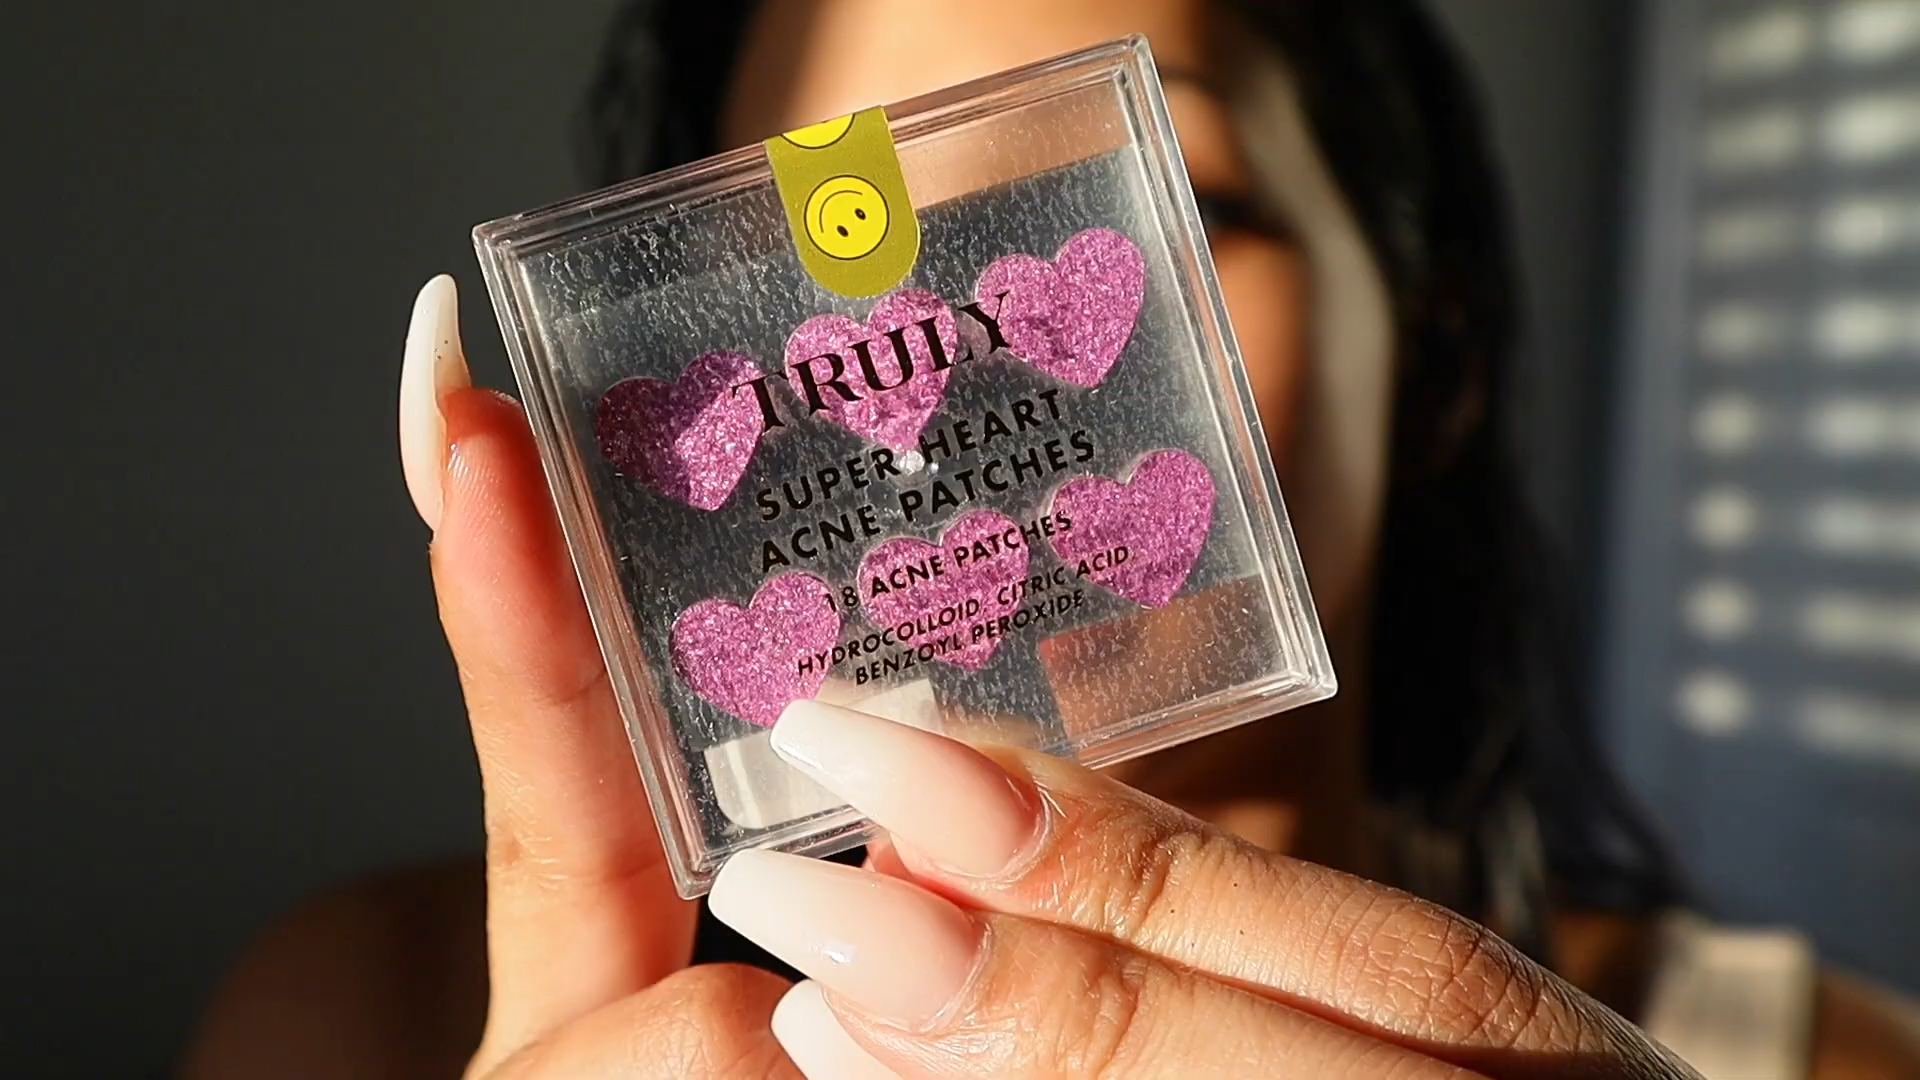 TRULY
SUPER HEART
ACNE PATCHES
18 ACNE PATCHES
HYDROCOLLOID, CITRIC ACID,
BENZOYL PEROXIDE